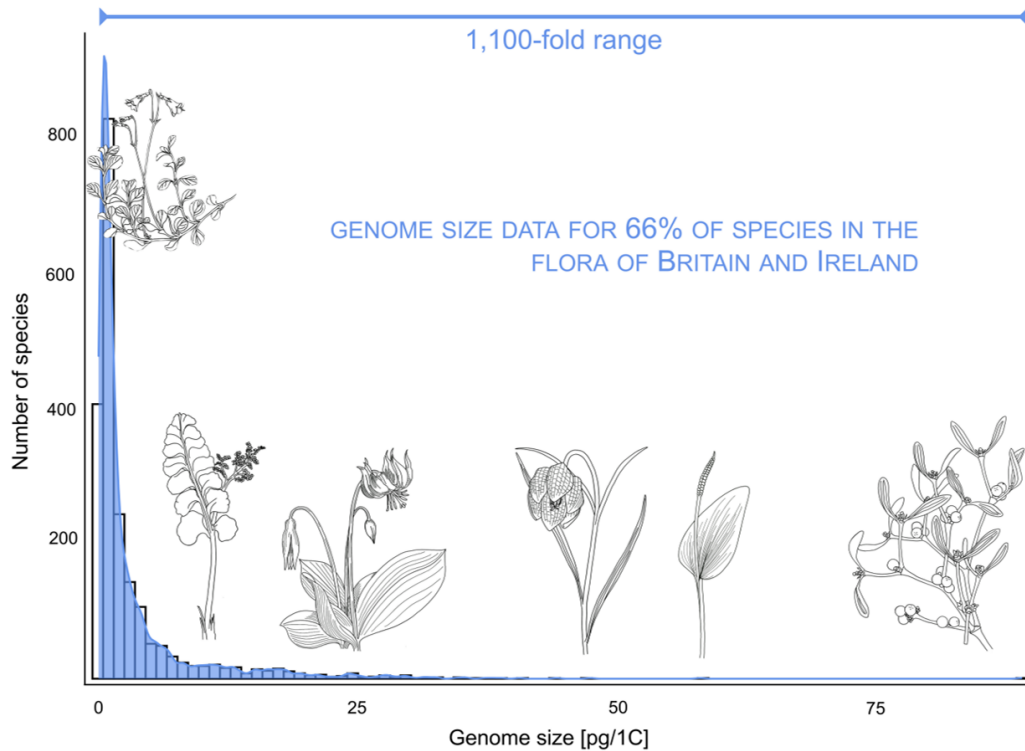 1,100-fold range
GENOME SIZE DATA FOR 66% OF SPECIES IN THE
FLORA OF BRITAIN AND IRELAND
Number of species
800
600
400
200
0
25
50
75
Genome size [pg/1C]